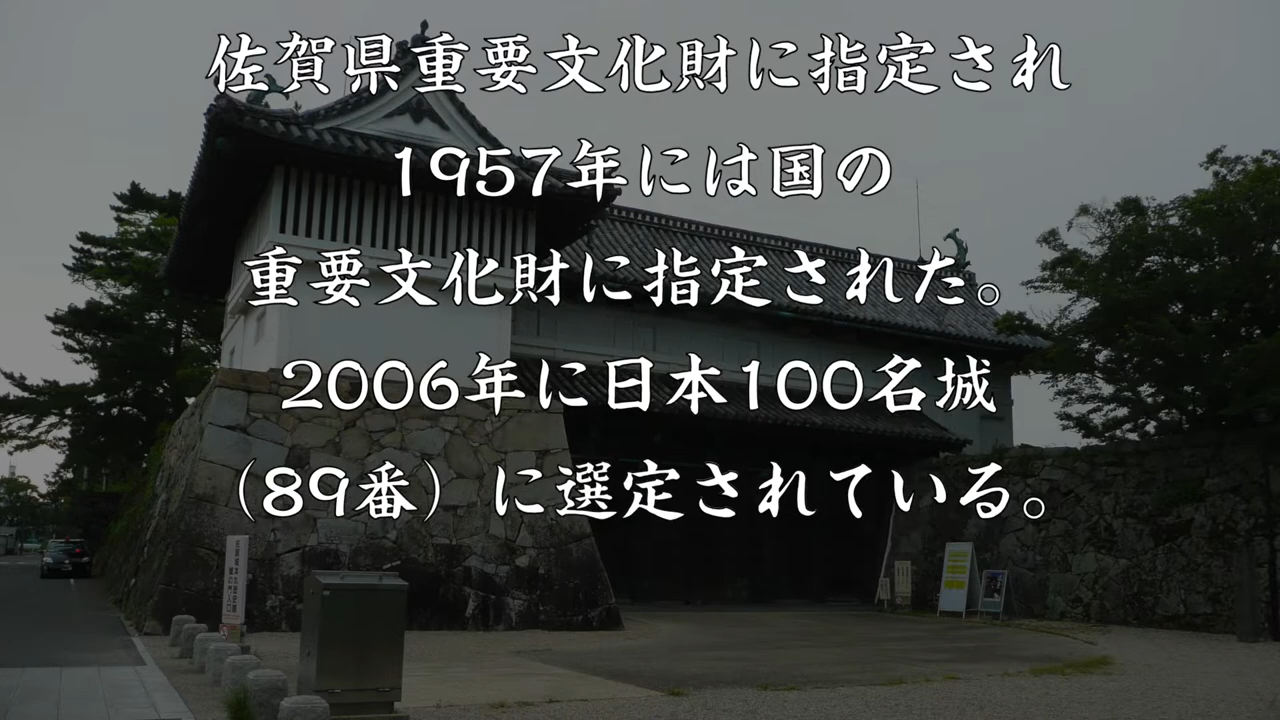 佐賀県重要文化財に指定され
1957年には国の
重要文化財に指定された。
2006年に日本100名城
（89番）に選定されている。